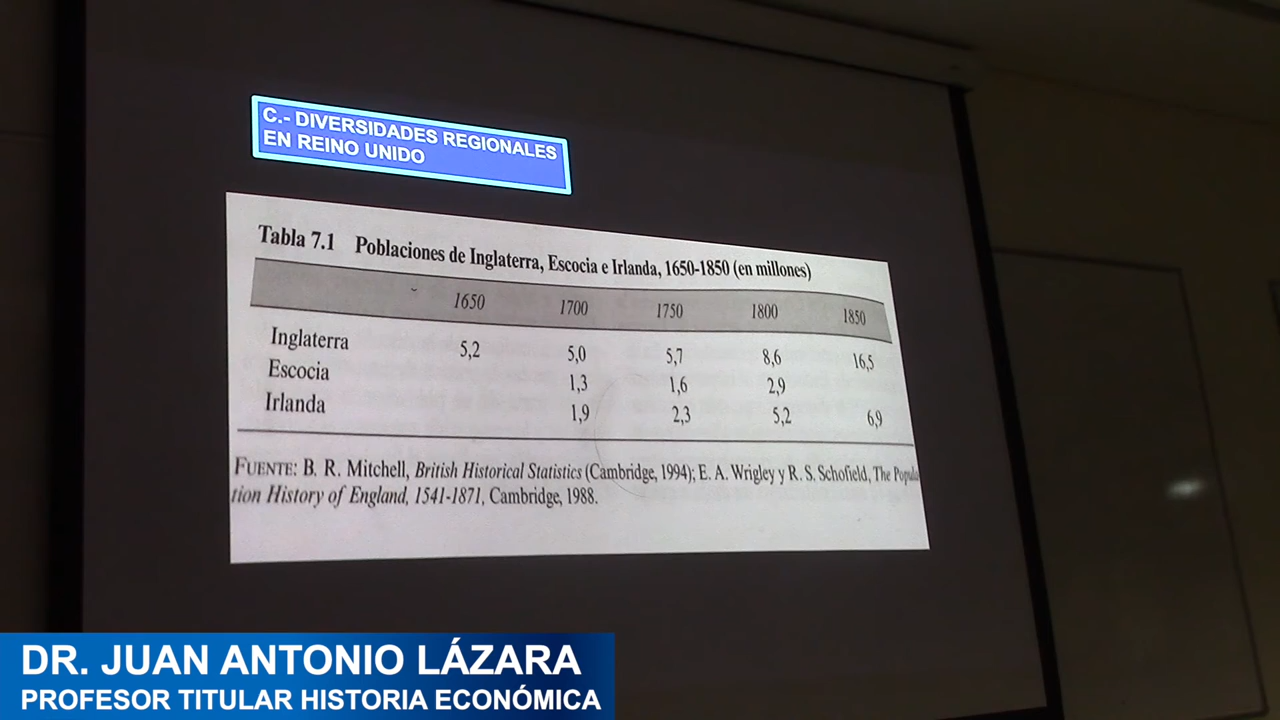 C.- DIVERSIDADES REGIONALES
EN REINO UNIDO
Tabla 7.1 Poblaciones de Inglaterra, Escocia e Irlanda, 1650-1850 (en millones)
1650 1700 1750 1800 1850
Inglaterra 5,2 5,0 5,7 8,6 16,5
Escocia 1,3 1,6 2,9
Irlanda 1,9 2,3 5,2 6,9
FUENTE: B. R. Mitchell, British Historical Statistics (Cambridge, 1994); E. A. Wrigley y R. S. Schofield, The Popula
tion History of England, 1541-1871, Cambridge, 1988.
DR. JUAN ANTONIO LÁZARA
PROFESOR TITULAR HISTORIA ECONÓMICA